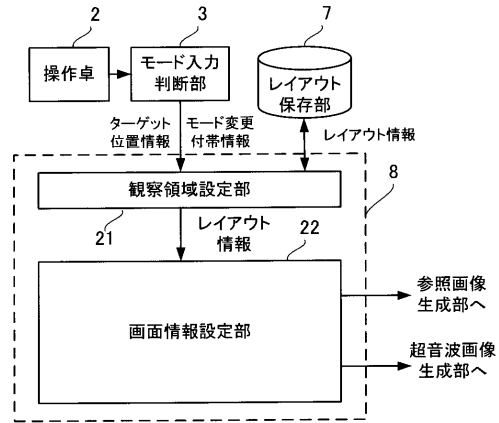 2
3
7
操作卓
モード入力
判断部
レイアウト
保存部
ターゲット
位置情報
モード変更
付帯情報
レイアウト情報
8
観察領域設定部
21
レイアウト
情報
22
画面情報設定部
参照画像
生成部へ
超音波画像
生成部へ